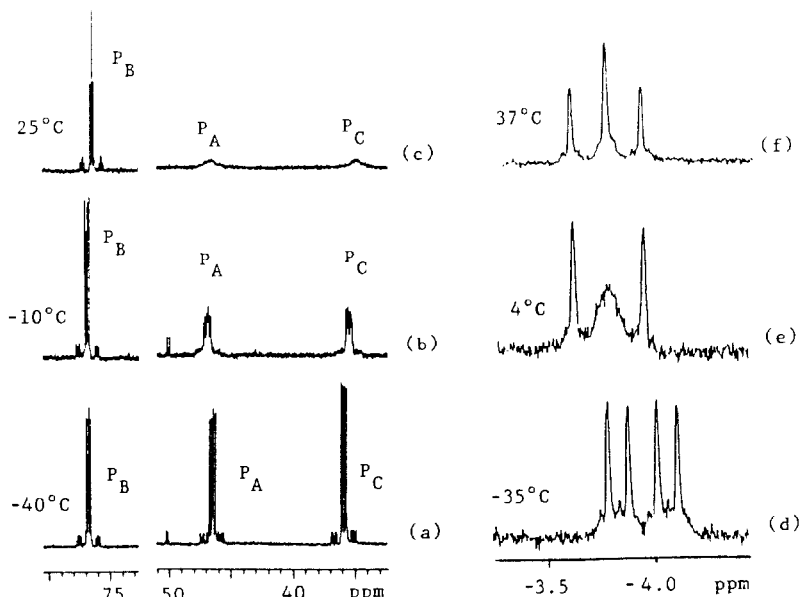 P_B
25°C
P_A
P_C
(c)
P_B
-10°C
P_A
P_C
(b)
P_B
-40°C
P_A
P_C
(a)
75
50
40
ppm
37°C
(f)
4°C
(e)
-35°C
(d)
-3.5
-4.0
ppm